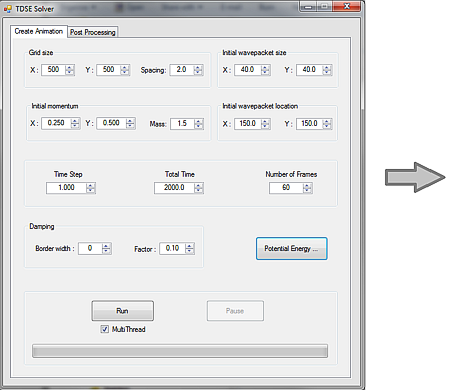 TDSE Solver
Create Animation Post Processing
Grid size Initial wavepacket size
X : 500 Y : 500 Spacing: 2.0 X : 40.0 Y : 40.0
Initial momentum Initial wavepacket location
X : 0.250 Y : 0.500 Mass: 1.5 X : 150.0 Y : 150.0
Time Step Total Time Number of Frames
1.000 2000.0 60
Damping
Border width : 0 Factor : 0.10 Potential Energy ...
Run Pause
MultiThread